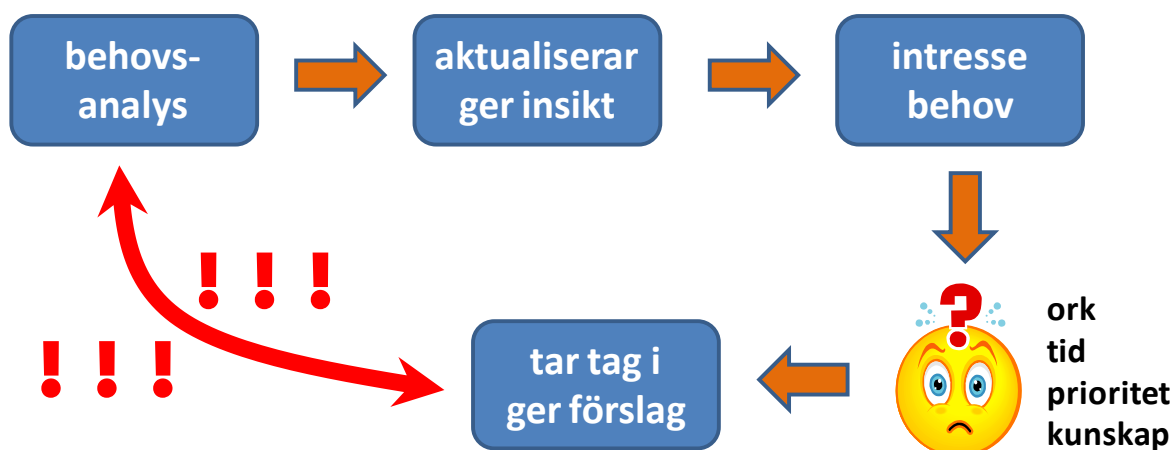 behovs-
analys
aktualiserar
ger insikt
intresse
behov
?
ork
tid
prioritet
kunskap
! ! !
! ! !
tar tag i
ger förslag